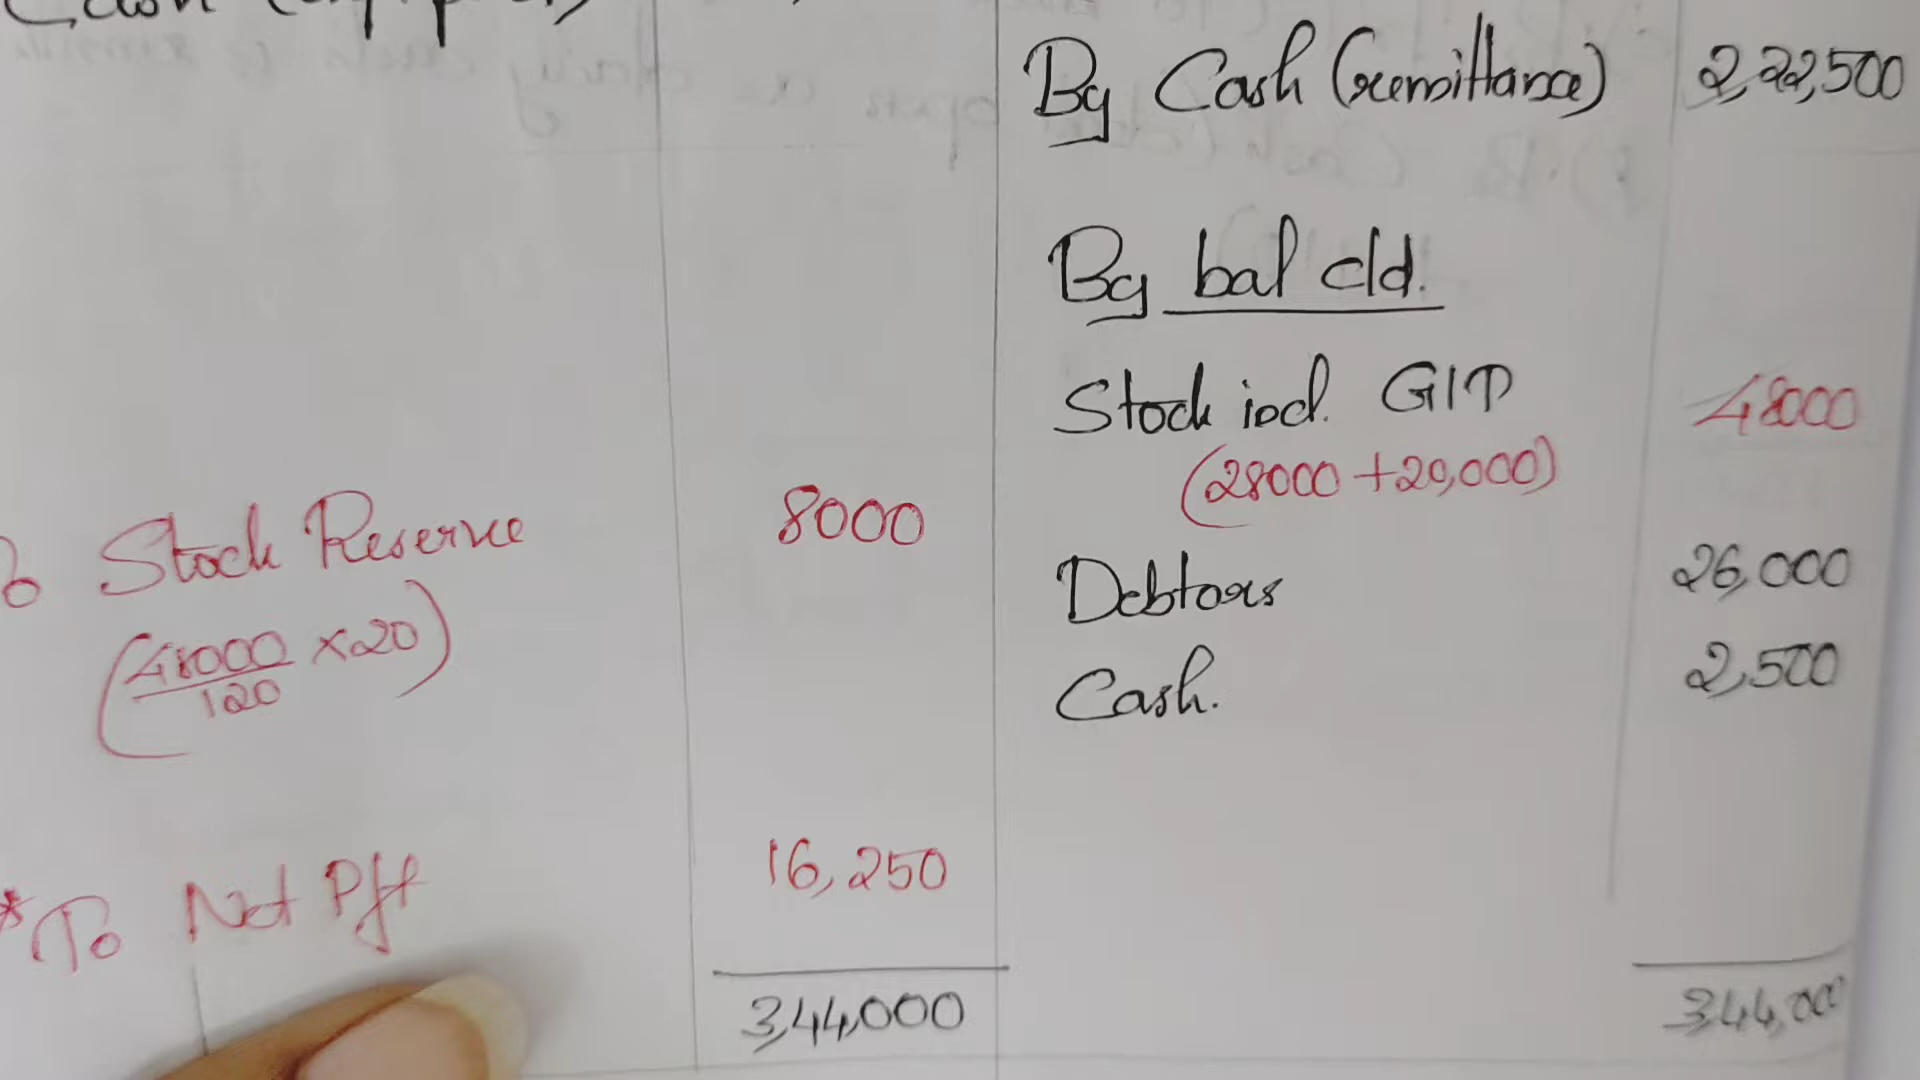 By Cash (remittance) 2,22,500
By bal c/d.
Stock incl. GIT 48000
(28000 + 20,000)
To Stock Reserve 8000
(48000/120 × 20)
Debtors 26,000
Cash. 2,500
*To Net Pft 16,250
3,44,000 3,44,000